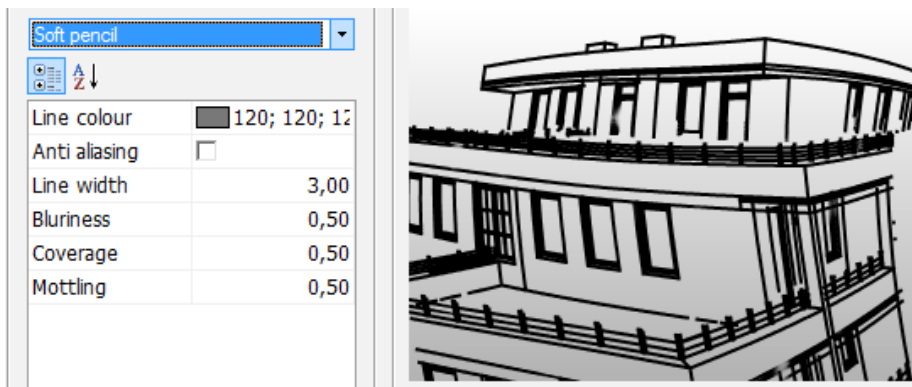 Soft pencil
A
Z
Line colour 120; 120; 12
Anti aliasing
Line width 3,00
Bluriness 0,50
Coverage 0,50
Mottling 0,50